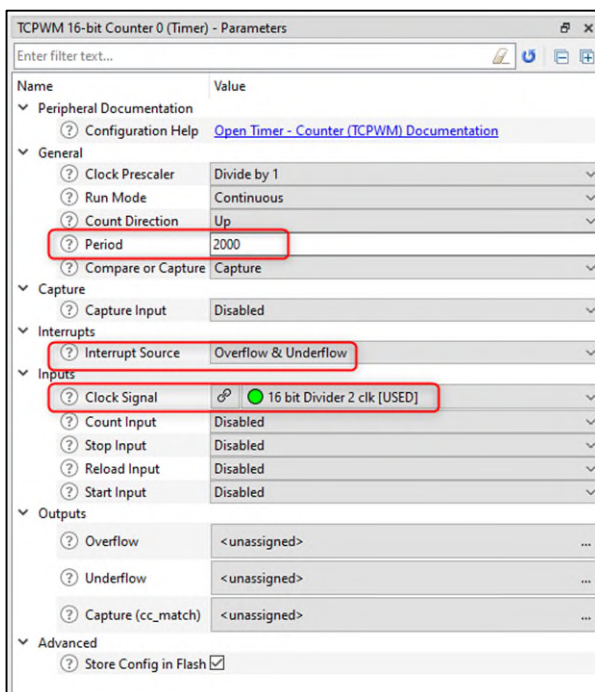 TCPWM 16-bit Counter 0 (Timer) - Parameters
Enter filter text...
Name Value
Peripheral Documentation
Configuration Help Open Timer - Counter (TCPWM) Documentation
General
Clock Prescaler Divide by 1
Run Mode Continuous
Count Direction Up
Period 2000
Compare or Capture Capture
Capture
Capture Input Disabled
Interrupts
Interrupt Source Overflow & Underflow
Inputs
Clock Signal 16 bit Divider 2 clk [USED]
Count Input Disabled
Stop Input Disabled
Reload Input Disabled
Start Input Disabled
Outputs
Overflow <unassigned> ...
Underflow <unassigned> ...
Capture (cc_match) <unassigned> ...
Advanced
Store Config in Flash